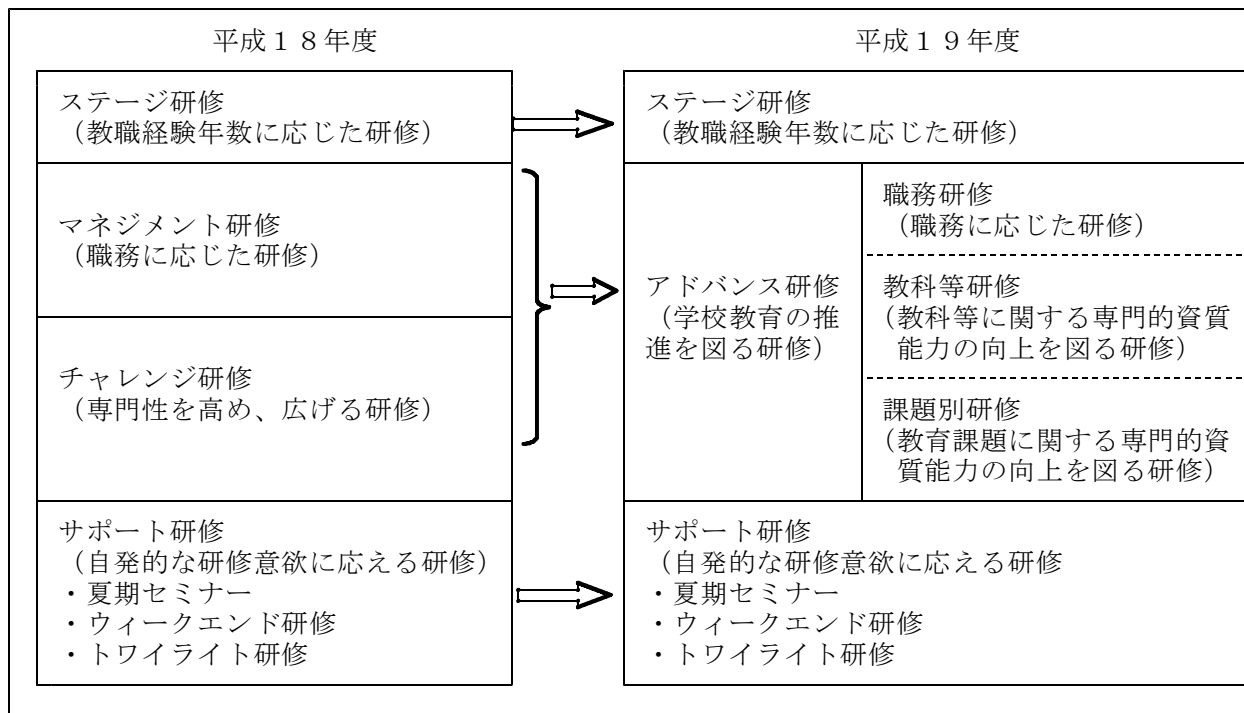 平成１８年度
ステージ研修
（教職経験年数に応じた研修）
マネジメント研修
（職務に応じた研修）
チャレンジ研修
（専門性を高め、広げる研修）
サポート研修
（自発的な研修意欲に応える研修）
・夏期セミナー
・ウィークエンド研修
・トワイライト研修
平成１９年度
ステージ研修
（教職経験年数に応じた研修）
アドバンス研修
（学校教育の推
進を図る研修）
職務研修
（職務に応じた研修）
教科等研修
（教科等に関する専門的資質
能力の向上を図る研修）
課題別研修
（教育課題に関する専門的資
質能力の向上を図る研修）
サポート研修
（自発的な研修意欲に応える研修
・夏期セミナー
・ウィークエンド研修
・トワイライト研修